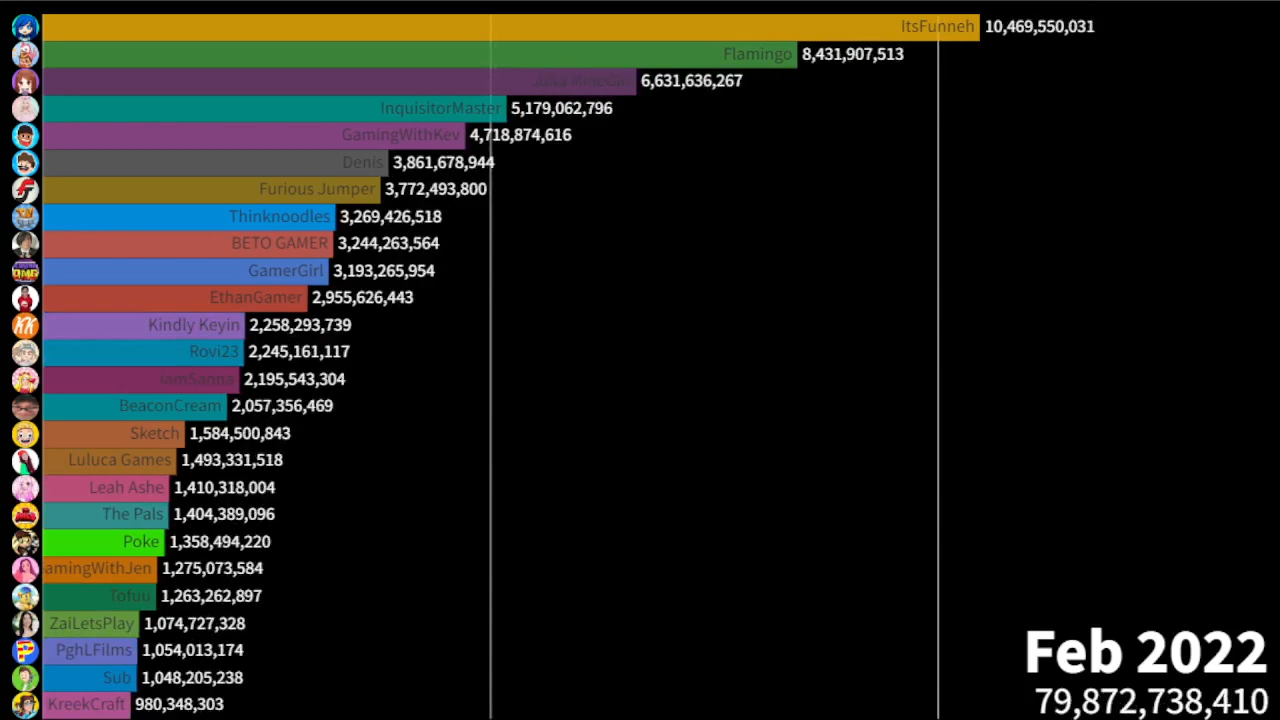 ItsFunneh 10,469,550,031
Flamingo 8,431,907,513
Julia MineGirl 6,631,636,267
InquisitorMaster 5,179,062,796
GamingWithKev 4,718,874,616
Denis 3,861,678,944
Furious Jumper 3,772,493,800
Thinknoodles 3,269,426,518
BETO GAMER 3,244,263,564
GamerGirl 3,193,265,954
EthanGamer 2,955,626,443
Kindly Keyin 2,258,293,739
Rovi23 2,245,161,117
iamSanna 2,195,543,304
BeaconCream 2,057,356,469
Sketch 1,584,500,843
Luluca Games 1,493,331,518
Leah Ashe 1,410,318,004
The Pals 1,404,389,096
Poke 1,358,494,220
amingWithJen 1,275,073,584
Tofuu 1,263,262,897
ZaiLetsPlay 1,074,727,328
PghLFilms 1,054,013,174
Sub 1,048,205,238
KreekCraft 980,348,303
Feb 2022
79,872,738,410